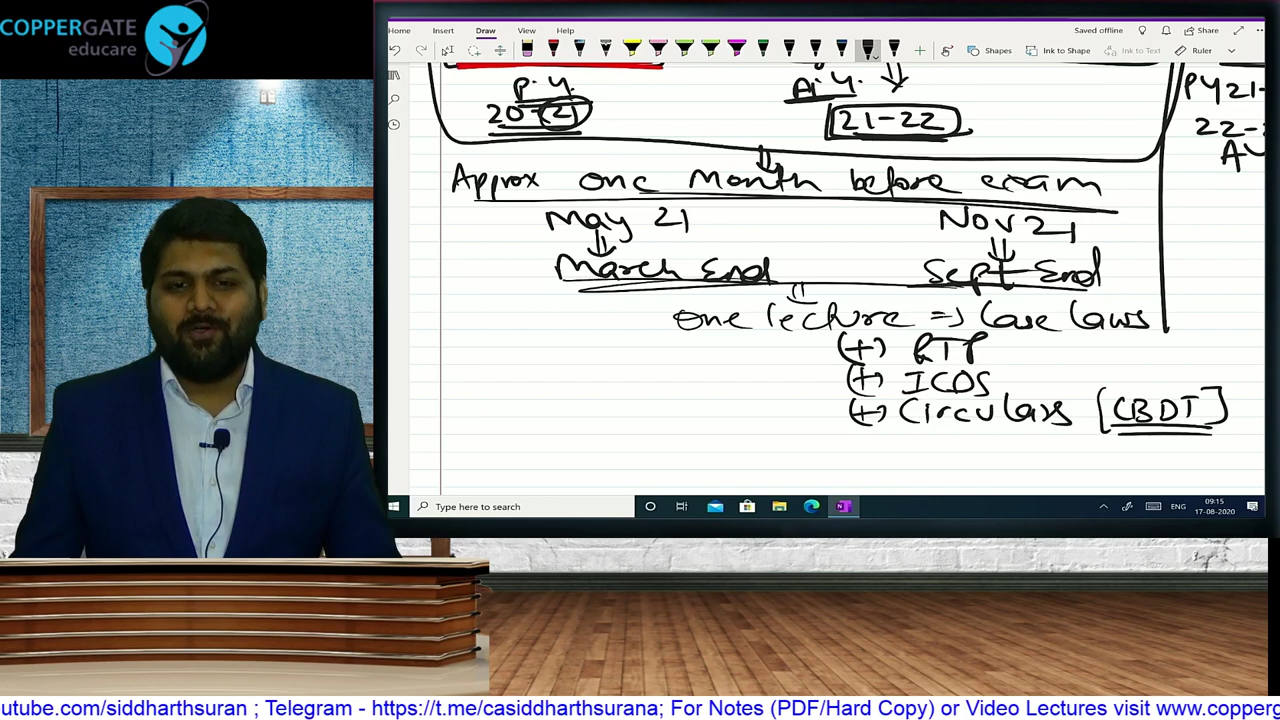 COPPERGATE
educare
Home Insert Draw View Help
Saved offline
Share
Shapes
Ink to Shape
Ink to Text
Ruler
P.Y.
20-21
A.Y.
21-22
PY 21-
22-
Approx one month before exam
May 21 Nov 21
March End Sept End
one lecture => Case laws
(+) RTP
(+) ICDS
(+) Circulars [CBDT]
Type here to search
ENG
09:15
17-08-2020
outube.com/siddharthsuran ; Telegram - https://t.me/casiddharthsurana; For Notes (PDF/Hard Copy) or Video Lectures visit www.copperg